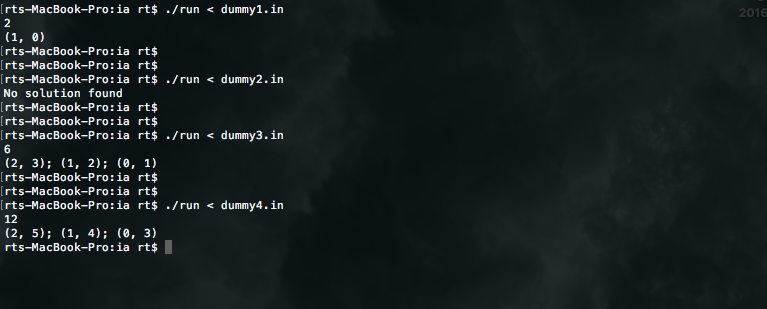 [rts-MacBook-Pro:ia rt$ ./run < dummy1.in
2016
2
(1, 0)
[rts-MacBook-Pro:ia rt$
[rts-MacBook-Pro:ia rt$
[rts-MacBook-Pro:ia rt$ ./run < dummy2.in
No solution found
[rts-MacBook-Pro:ia rt$
[rts-MacBook-Pro:ia rt$
[rts-MacBook-Pro:ia rt$ ./run < dummy3.in
6
(2, 3); (1, 2); (0, 1)
[rts-MacBook-Pro:ia rt$
[rts-MacBook-Pro:ia rt$
[rts-MacBook-Pro:ia rt$ ./run < dummy4.in
12
(2, 5); (1, 4); (0, 3)
rts-MacBook-Pro:ia rt$